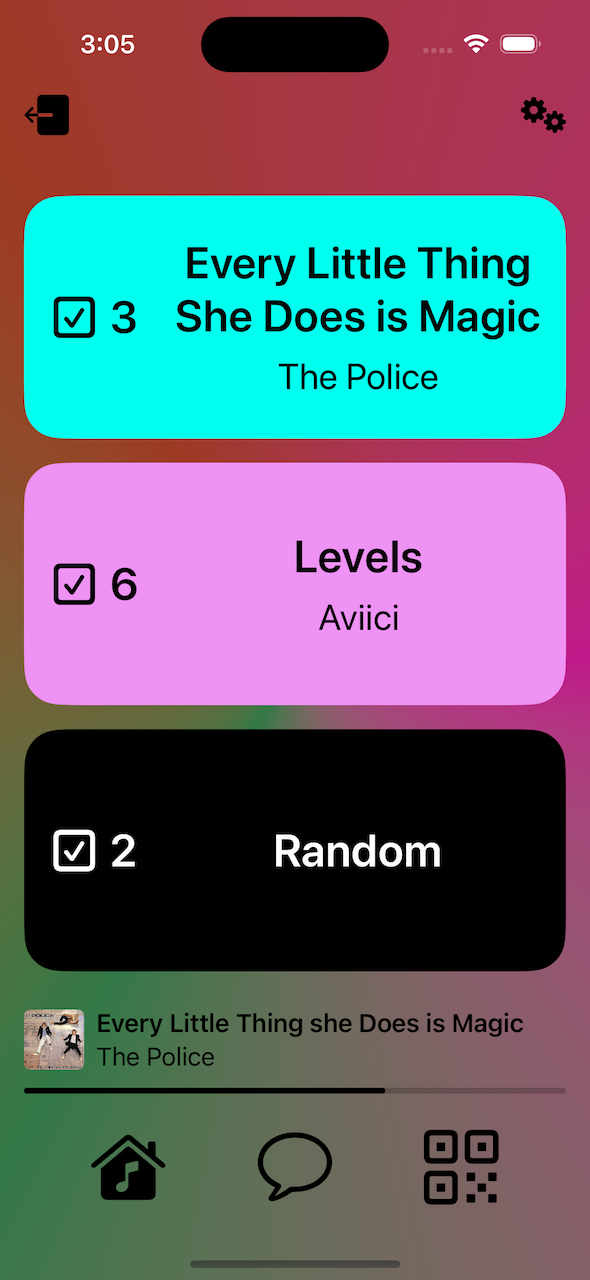 3:05
3
Every Little Thing
She Does is Magic
The Police
6
Levels
Aviici
2
Random
Every Little Thing she Does is Magic
The Police